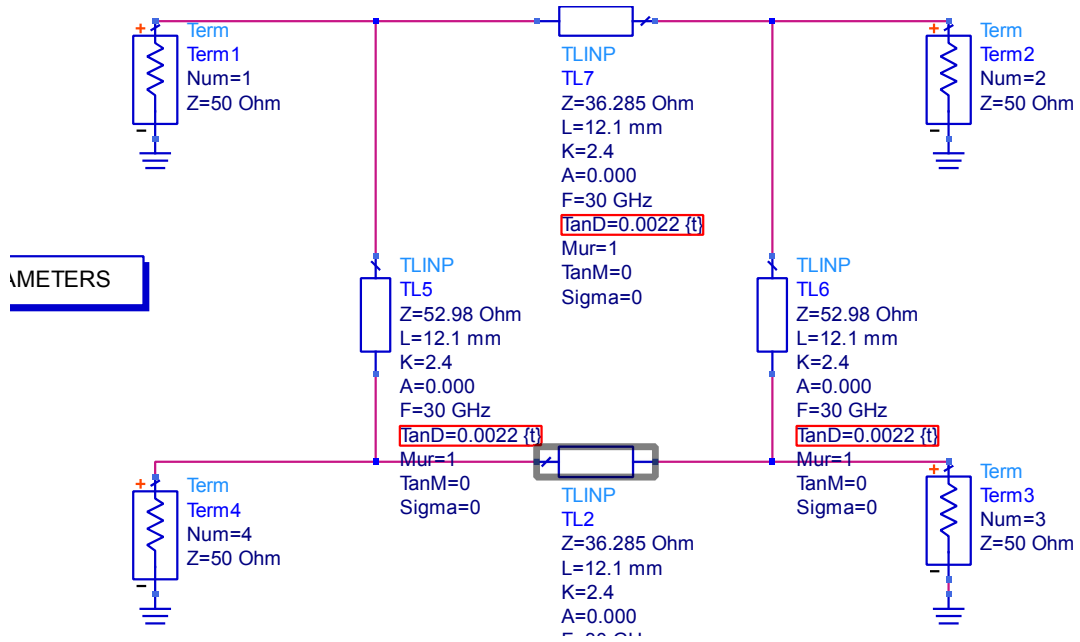 +
Term
Term1
Num=1
Z=50 Ohm
-
TLINP
TL7
Z=36.285 Ohm
L=12.1 mm
K=2.4
A=0.000
F=30 GHz
TanD=0.0022 {t}
Mur=1
TanM=0
Sigma=0
+
Term
Term2
Num=2
Z=50 Ohm
-
AMETERS
TLINP
TL5
Z=52.98 Ohm
L=12.1 mm
K=2.4
A=0.000
F=30 GHz
TanD=0.0022 {t}
Mur=1
TanM=0
Sigma=0
TLINP
TL6
Z=52.98 Ohm
L=12.1 mm
K=2.4
A=0.000
F=30 GHz
TanD=0.0022 {t}
Mur=1
TanM=0
Sigma=0
+
Term
Term4
Num=4
Z=50 Ohm
-
TLINP
TL2
Z=36.285 Ohm
L=12.1 mm
K=2.4
A=0.000
+
Term
Term3
Num=3
Z=50 Ohm
-